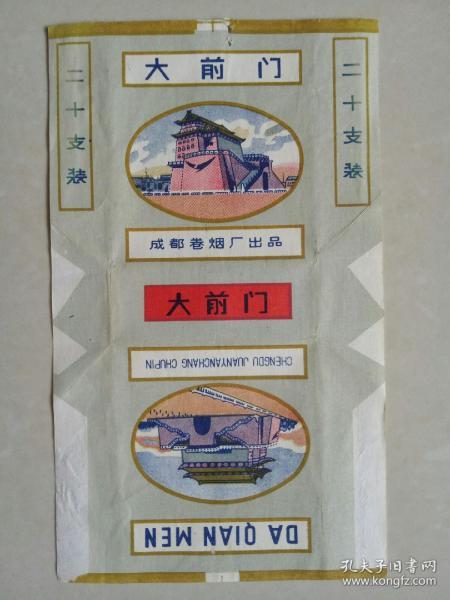 大前门
二十支装
二十支装
成都卷烟厂出品
大前门
CHENGDU JUANYANCHANG CHUPIN
DA QIAN MEN
孔夫子旧书网
www.kongfz.com